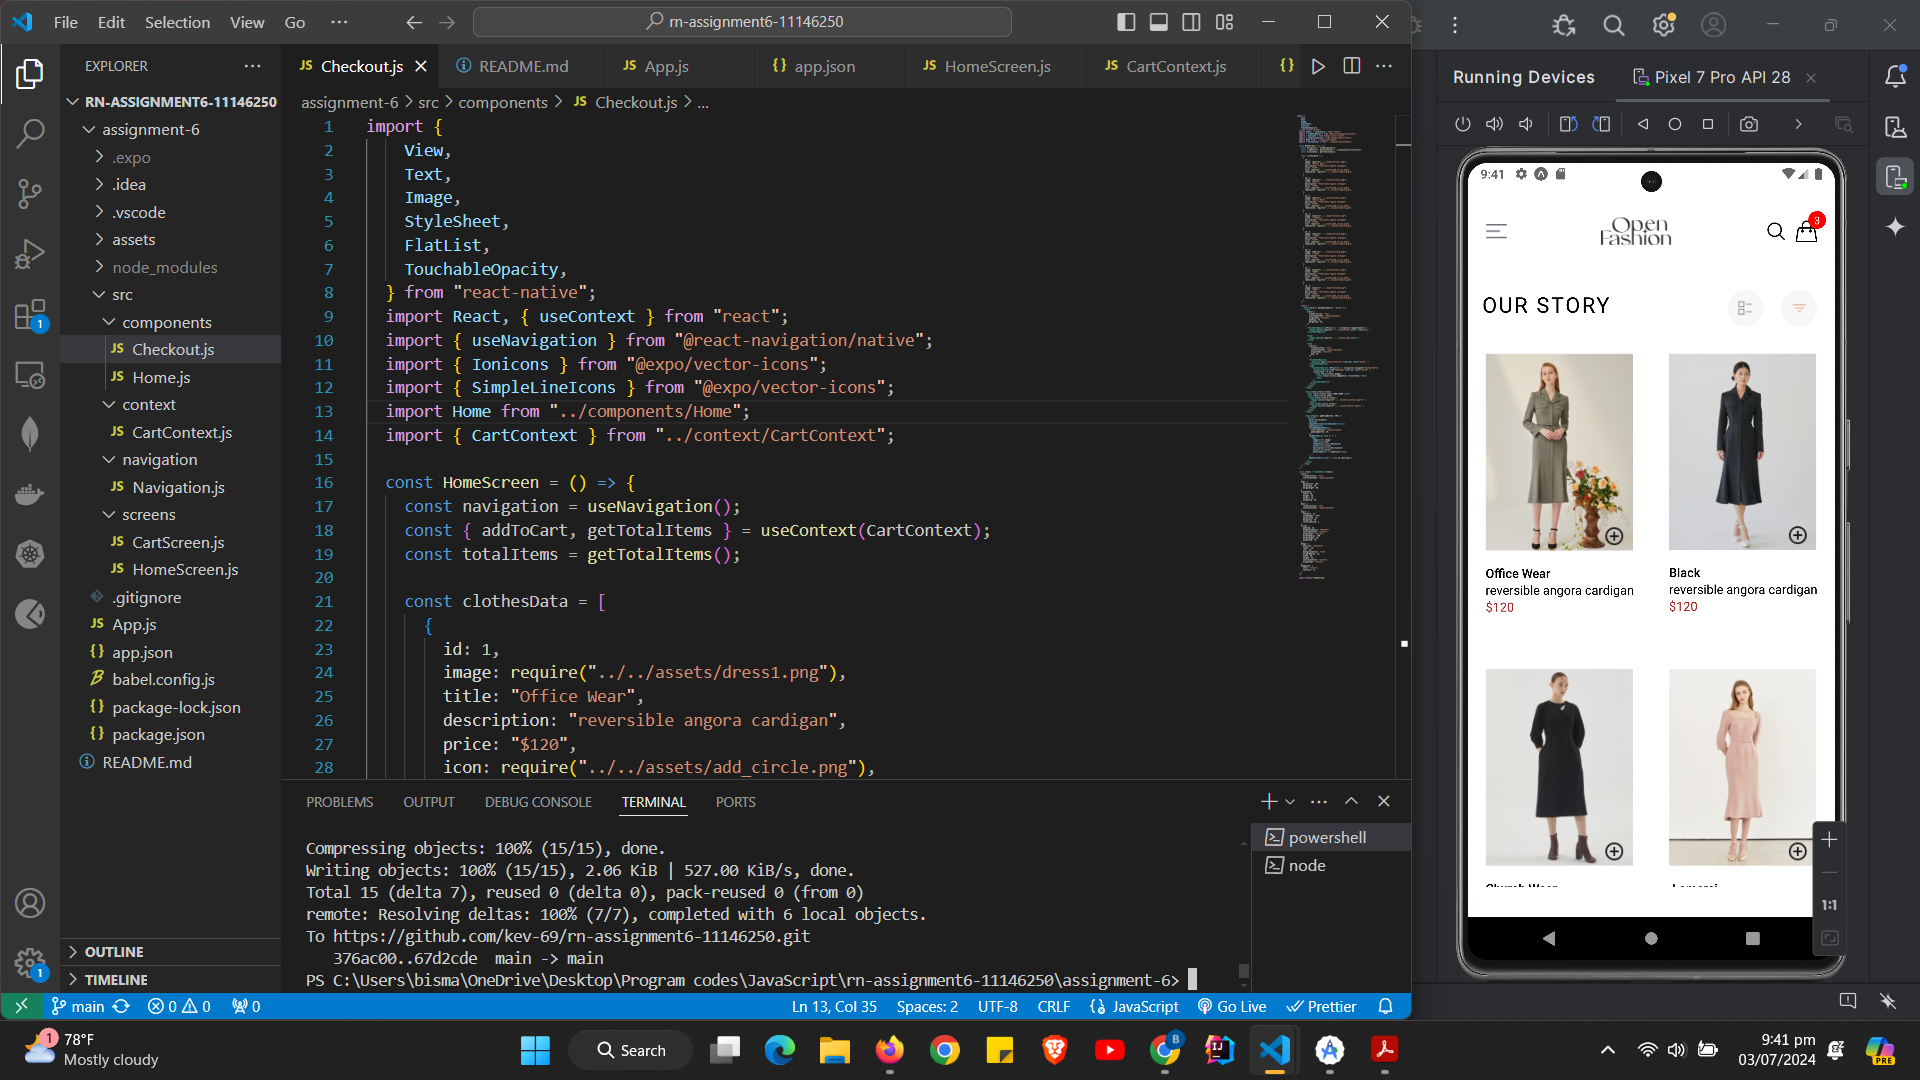 File Edit Selection View Go ··· rn-assignment6-11146250
EXPLORER
RN-ASSIGNMENT6-11146250
assignment-6
.expo
.idea
.vscode
assets
node_modules
src
components
JS Checkout.js
JS Home.js
context
JS CartContext.js
navigation
JS Navigation.js
screens
JS CartScreen.js
JS HomeScreen.js
.gitignore
JS App.js
{} app.json
babel.config.js
{} package-lock.json
{} package.json
README.md
OUTLINE
TIMELINE
JS Checkout.js README.md JS App.js {} app.json JS HomeScreen.js JS CartContext.js {}
assignment-6 > src > components > JS Checkout.js > ...
1 import {
2 View,
3 Text,
4 Image,
5 StyleSheet,
6 FlatList,
7 TouchableOpacity,
8 } from "react-native";
9 import React, { useContext } from "react";
10 import { useNavigation } from "@react-navigation/native";
11 import { Ionicons } from "@expo/vector-icons";
12 import { SimpleLineIcons } from "@expo/vector-icons";
13 import Home from "../components/Home";
14 import { CartContext } from "../context/CartContext";
15
16 const HomeScreen = () => {
17 const navigation = useNavigation();
18 const { addToCart, getTotalItems } = useContext(CartContext);
19 const totalItems = getTotalItems();
20
21 const clothesData = [
22 {
23 id: 1,
24 image: require("../../assets/dress1.png"),
25 title: "Office Wear",
26 description: "reversible angora cardigan",
27 price: "$120",
28 icon: require("../../assets/add_circle.png"),
PROBLEMS OUTPUT DEBUG CONSOLE TERMINAL PORTS
powershell
node
Compressing objects: 100% (15/15), done.
Writing objects: 100% (15/15), 2.06 KiB | 527.00 KiB/s, done.
Total 15 (delta 7), reused 0 (delta 0), pack-reused 0 (from 0)
remote: Resolving deltas: 100% (7/7), completed with 6 local objects.
To https://github.com/kev-69/rn-assignment6-11146250.git
376ac00..67d2cde main -> main
PS C:\Users\bisma\OneDrive\Desktop\Program codes\JavaScript\rn-assignment6-11146250\assignment-6>
main 0 0 0 Ln 13, Col 35 Spaces: 2 UTF-8 CRLF {} JavaScript Go Live Prettier
Running Devices Pixel 7 Pro API 28
9:41
Open
Fashion
3
OUR STORY
Office Wear
reversible angora cardigan
$120
Black
reversible angora cardigan
$120
1:1
1
1
1
78°F
Mostly cloudy
Search
B
PRE
9:41 pm
03/07/2024